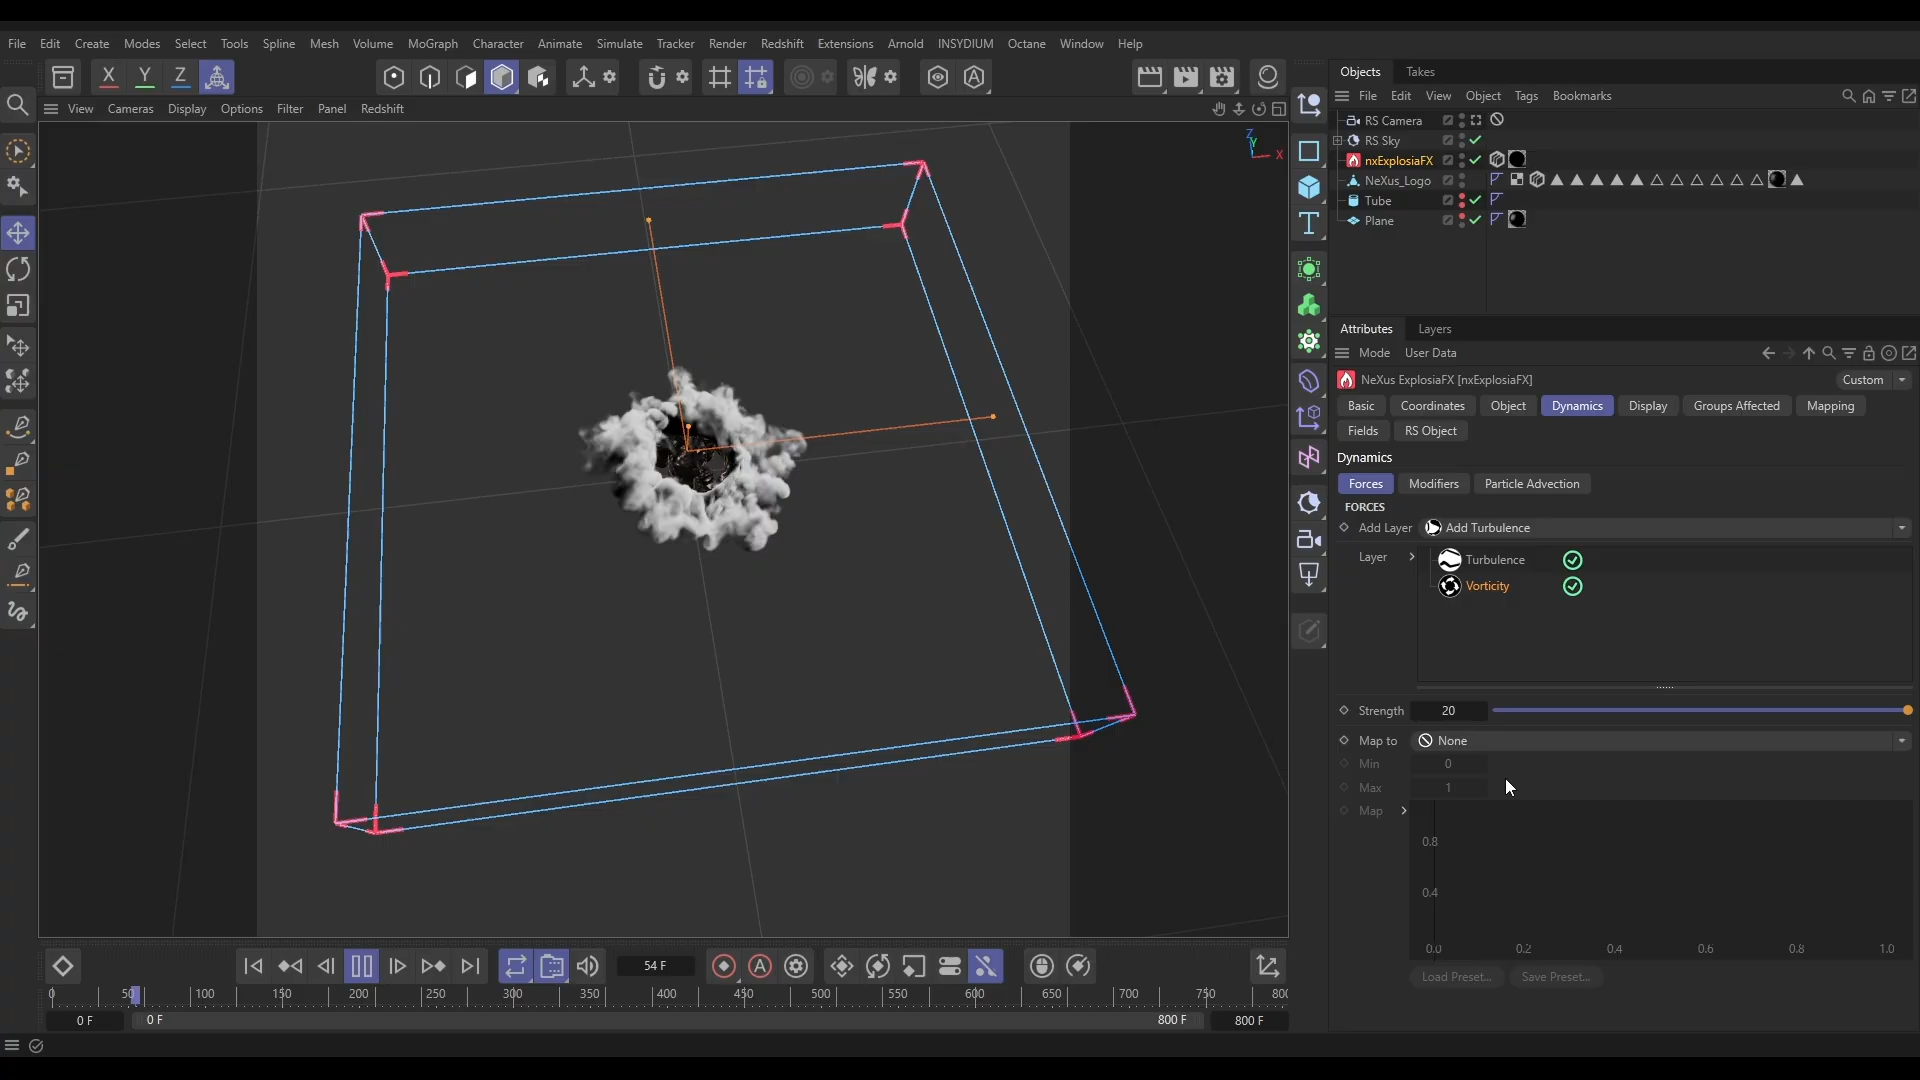 File Edit Create Modes Select Tools Spline Mesh Volume MoGraph Character Animate Simulate Tracker Render Redshift Extensions Arnold INSYDIUM Octane Window Help
X Y Z
View Cameras Display Options Filter Panel Redshift
Z
Y
X
T
Objects Takes
File Edit View Object Tags Bookmarks
RS Camera
RS Sky
nxExplosiaFX
NeXus_Logo
Tube
Plane
Attributes Layers
Mode User Data
NeXus ExplosiaFX [nxExplosiaFX] Custom
Basic Coordinates Object Dynamics Display Groups Affected Mapping
Fields RS Object
Dynamics
Forces Modifiers Particle Advection
FORCES
Add Layer Add Turbulence
Layer Turbulence
Vorticity
Strength 20
Map to None
Min 0
Max 1
Map
0.8
0.4
0.0 0.2 0.4 0.6 0.8 1.0
Load Preset... Save Preset...
54 F
0 50 100 150 200 250 300 350 400 450 500 550 600 650 700 750 800
0 F 0 F 800 F 800 F